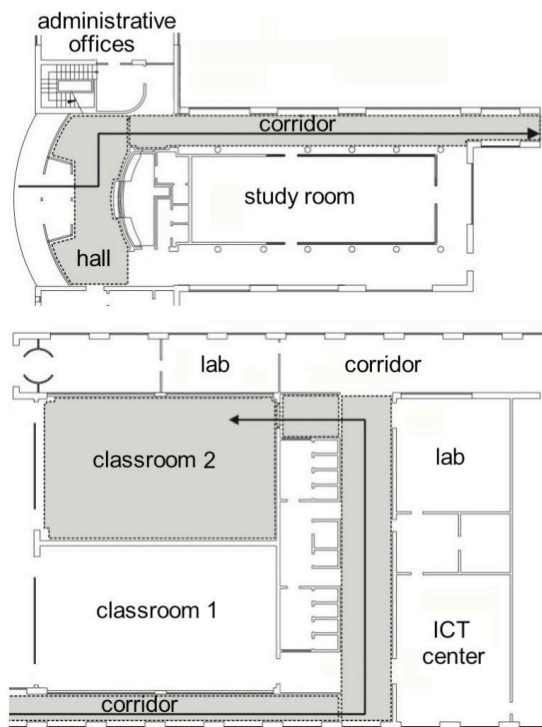 administrative
offices
corridor
study room
hall
lab
corridor
classroom 2
lab
classroom 1
ICT
center
corridor